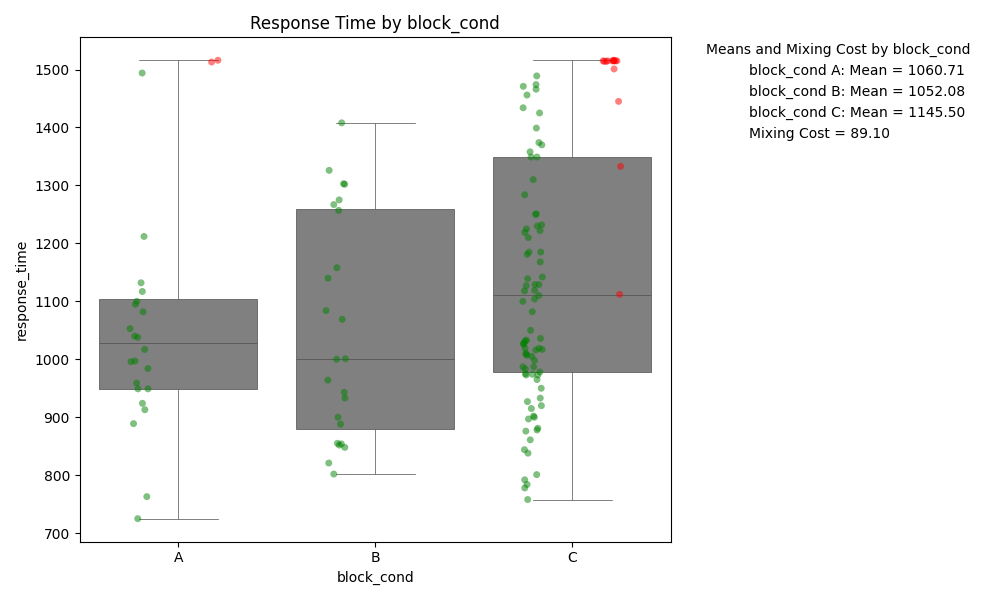 Response Time by block_cond
Means and Mixing Cost by block_cond
block_cond A: Mean = 1060.71
block_cond B: Mean = 1052.08
block_cond C: Mean = 1145.50
Mixing Cost = 89.10
response_time
1500
1400
1300
1200
1100
1000
900
800
700
A B C
block_cond